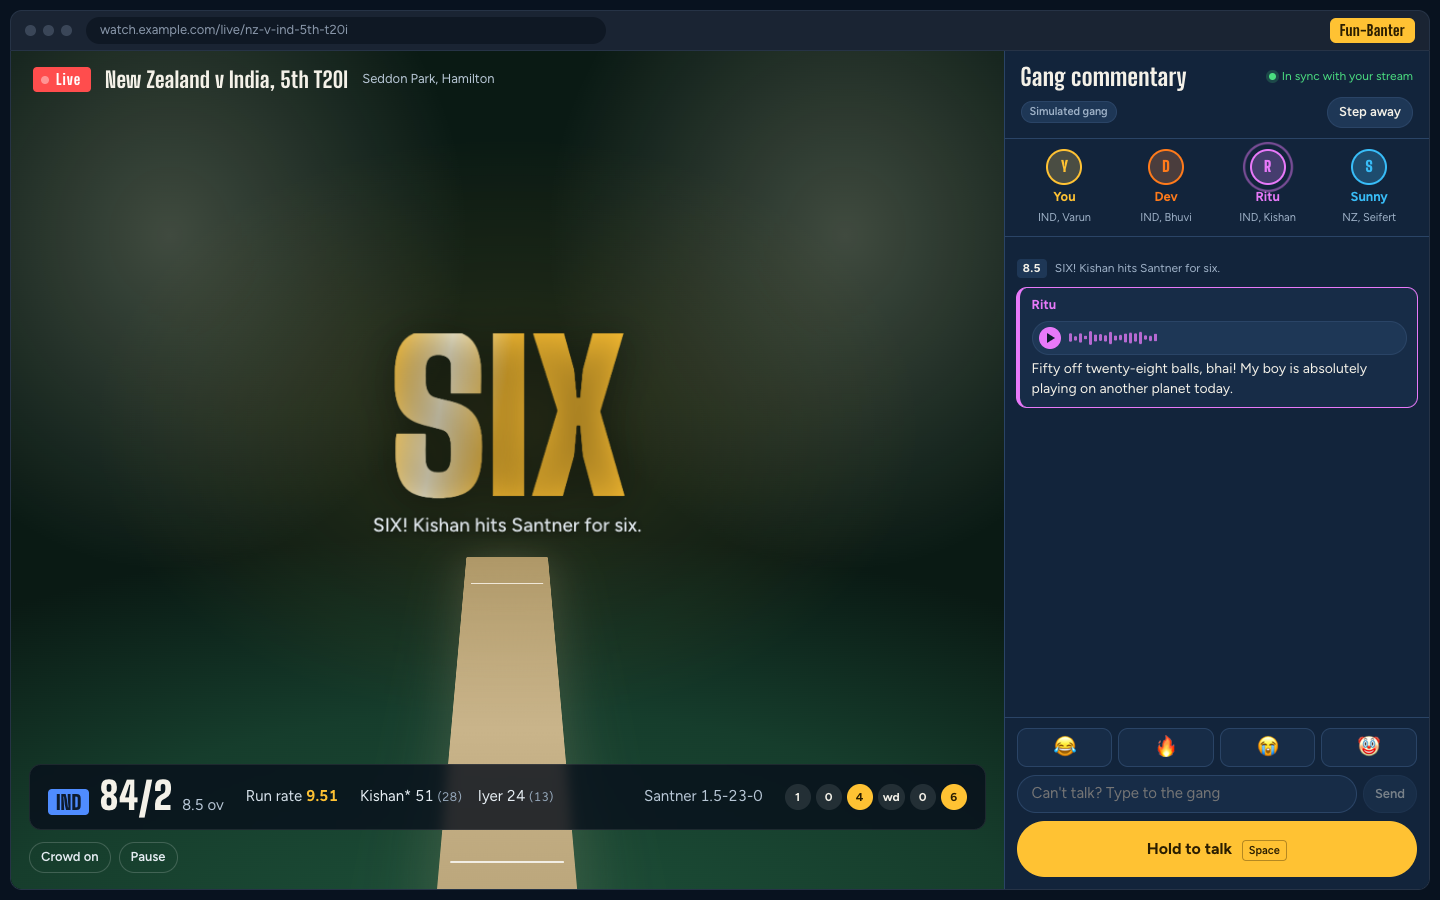 watch.example.com/live/nz-v-ind-5th-t20i
Fun-Banter
Live
New Zealand v India, 5th T20I
Seddon Park, Hamilton
SIX
SIX! Kishan hits Santner for six.
IND
84/2
8.5 ov
Run rate 9.51
Kishan* 51 (28)
Iyer 24 (13)
Santner 1.5-23-0
1
0
4
wd
0
6
Crowd on
Pause
Gang commentary
In sync with your stream
Simulated gang
Step away
Y
D
R
S
You
Dev
Ritu
Sunny
IND, Varun
IND, Bhuvi
IND, Kishan
NZ, Seifert
8.5
SIX! Kishan hits Santner for six.
Ritu
Fifty off twenty-eight balls, bhai! My boy is absolutely
playing on another planet today.
Can't talk? Type to the gang
Send
Hold to talk
Space